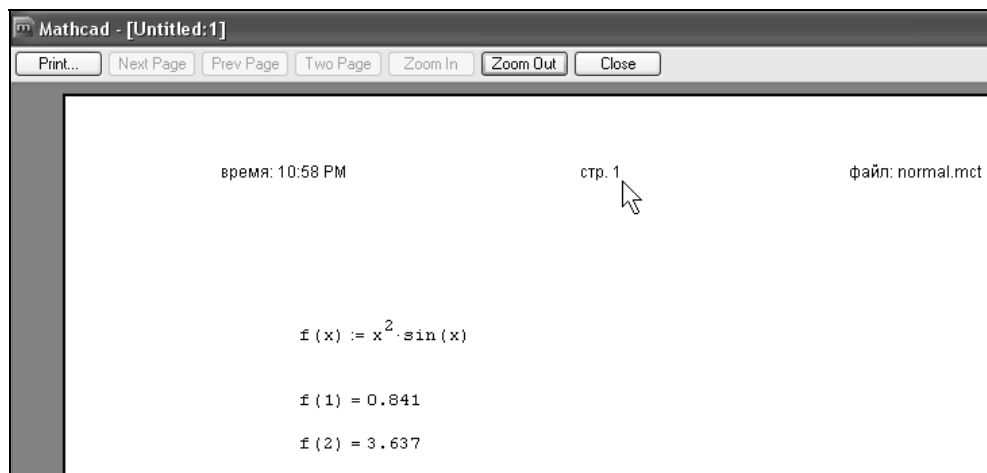 Mathcad - [Untitled:1]
Print... Next Page Prev Page Two Page Zoom In Zoom Out Close
время: 10:58 PM стр. 1 файл: normal.mct
f(x) := x²·sin(x)
f(1) = 0.841
f(2) = 3.637